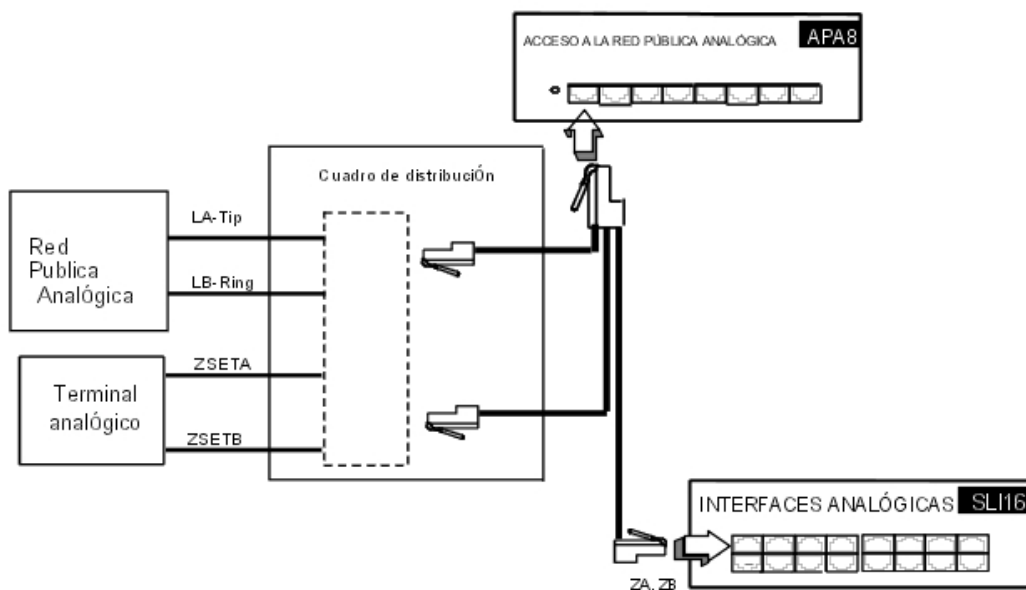 ACCESO A LA RED PÚBLICA ANALÓGICA
APA8
Cuadro de distribuciÓn
LA-Tip
Red
Publica
AnalÓgica
LB-Ring
ZSETA
Terminal
analÓgico
ZSETB
INTERFACES ANALÓGICAS
SLI16
ZA, ZB